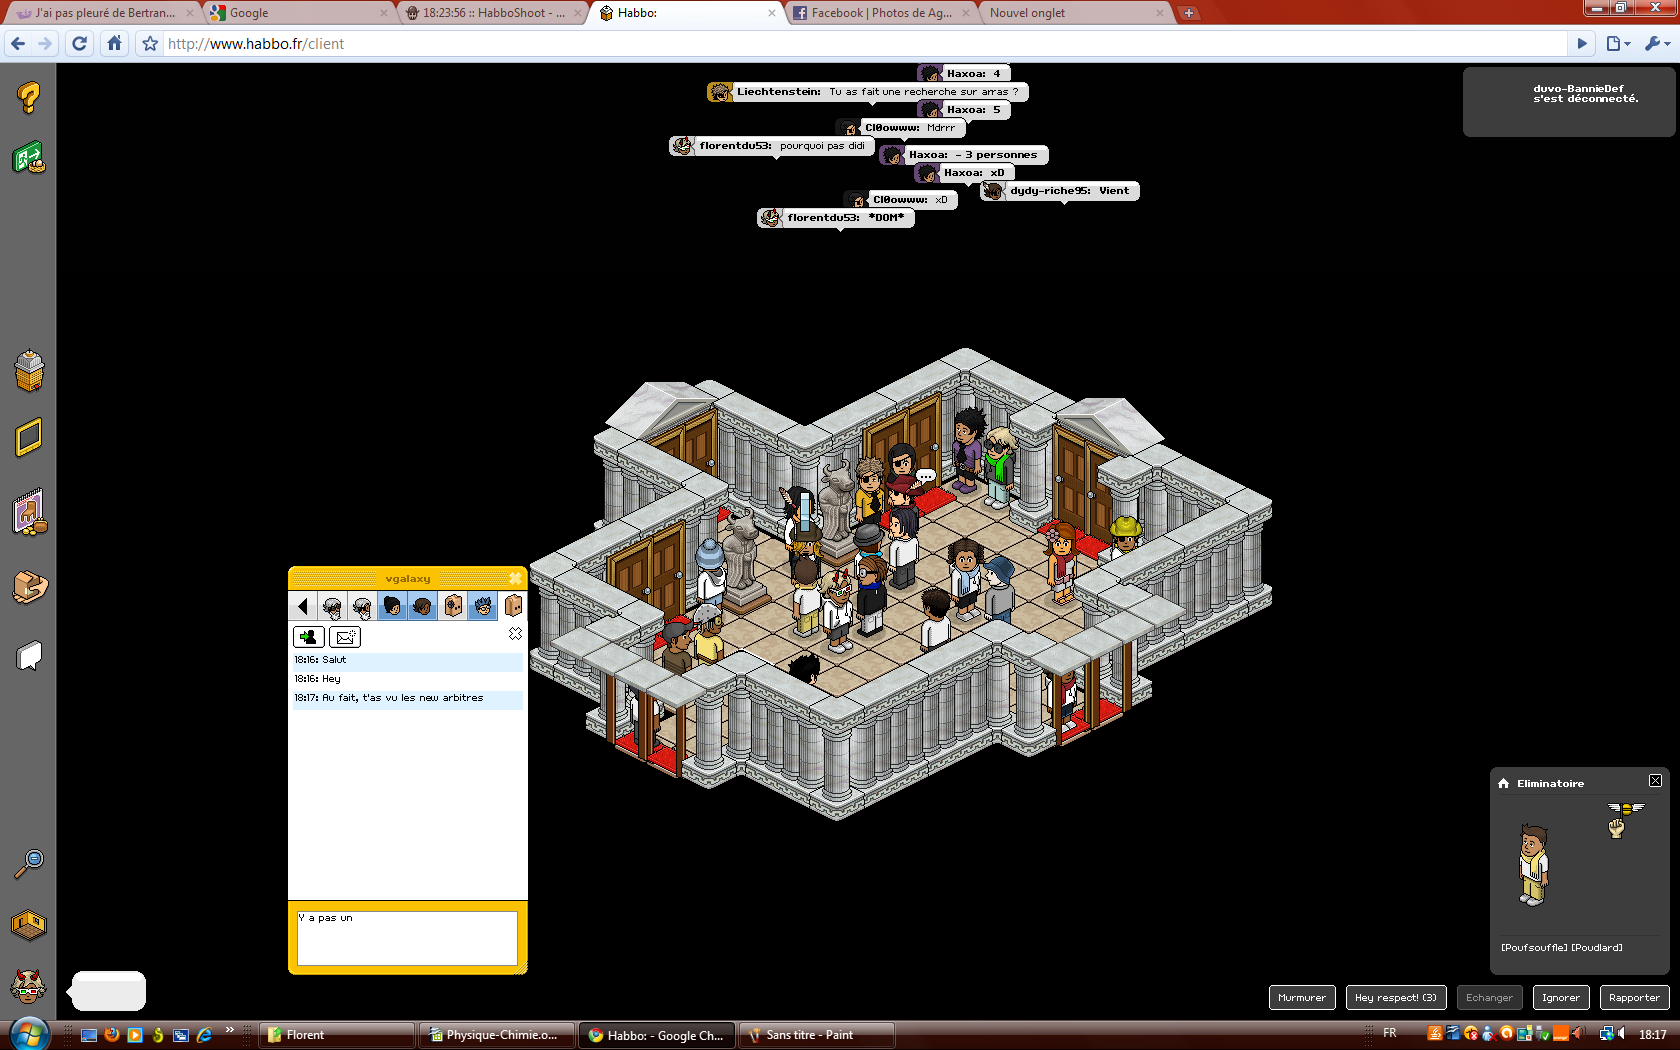 J'ai pas pleuré de Bertran...
Google
18:23:56 :: HabboShoot - ...
Habbo:
Facebook | Photos de Ag...
Nouvel onglet
http://www.habbo.fr/client
Haxoa: 4
Liechtenstein: Tu as fait une recherche sur arras ?
Haxoa: 5
Cl0owww: Mdrrr
florentdu53: pourquoi pas didi
Haxoa: - 3 personnes
Haxoa: xD
dydy-riche95: Vient
Cl0owww: xD
florentdu53: *DOM*
duvo-BannieDef
s'est déconnecté.
vgalaxy
18:16: Salut
18:16: Hey
18:17: Au fait, t'as vu les new arbitres
Y a pas un
Eliminatoire
[Poufsouffle] [Poudlard]
Murmurer
Hey respect! (3)
Echanger
Ignorer
Rapporter
Florent
Physique-Chimie.o...
Habbo: - Google Ch...
Sans titre - Paint
FR
18:17